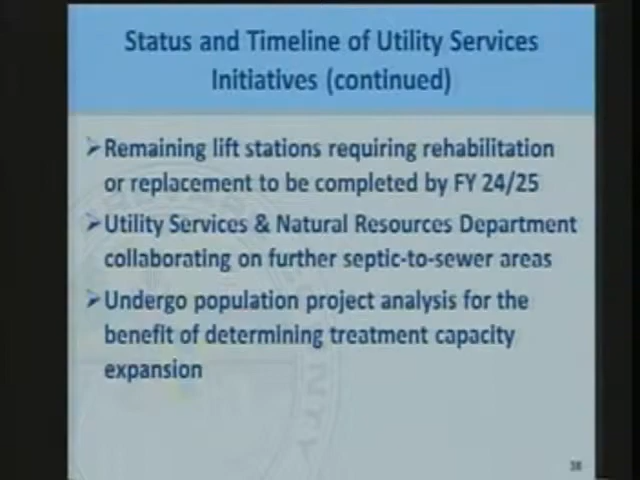 Status and Timeline of Utility Services
Initiatives (continued)
➢Remaining lift stations requiring rehabilitation
or replacement to be completed by FY 24/25
➢Utility Services & Natural Resources Department
collaborating on further septic-to-sewer areas
➢Undergo population project analysis for the
benefit of determining treatment capacity
expansion
38